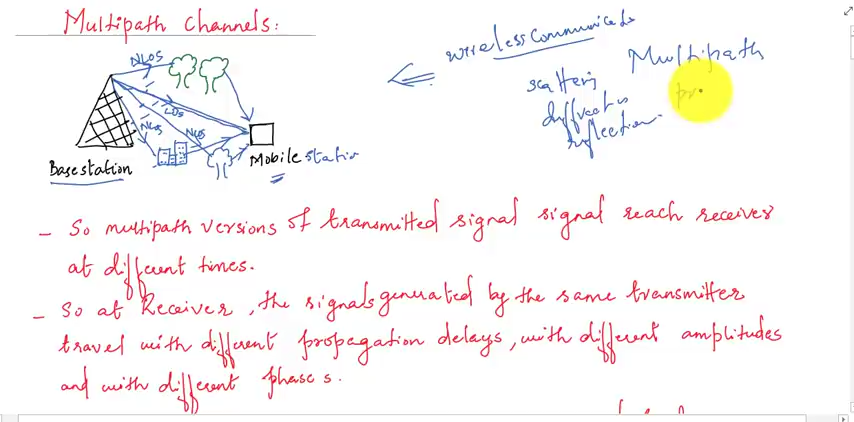 Multipath Channels:
NLOS
LOS
NLOS
NLOS
Base station
Mobile station
wireless communicat
scattering
diffraction
reflection
Multipath
pr
- So multipath versions of transmitted signal signal reach receiver
at different times.
- So at Receiver, the signals generated by the same transmitter
travel with different propagation delays, with different amplitudes
and with different phases.